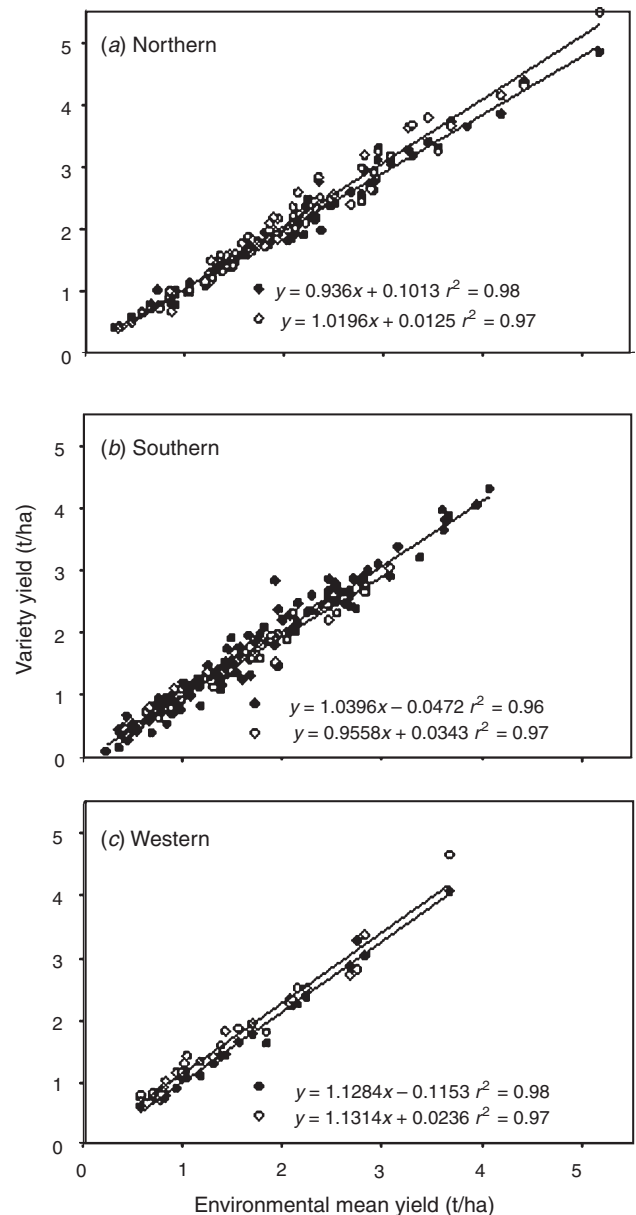 (a) Northern
5
4
3
2
1
0
y = 0.936x + 0.1013 r² = 0.98
y = 1.0196x + 0.0125 r² = 0.97
(b) Southern
5
4
3
2
1
0
Variety yield (t/ha)
y = 1.0396x – 0.0472 r² = 0.96
y = 0.9558x + 0.0343 r² = 0.97
(c) Western
5
4
3
2
1
0
y = 1.1284x – 0.1153 r² = 0.98
y = 1.1314x + 0.0236 r² = 0.97
0 1 2 3 4 5
Environmental mean yield (t/ha)